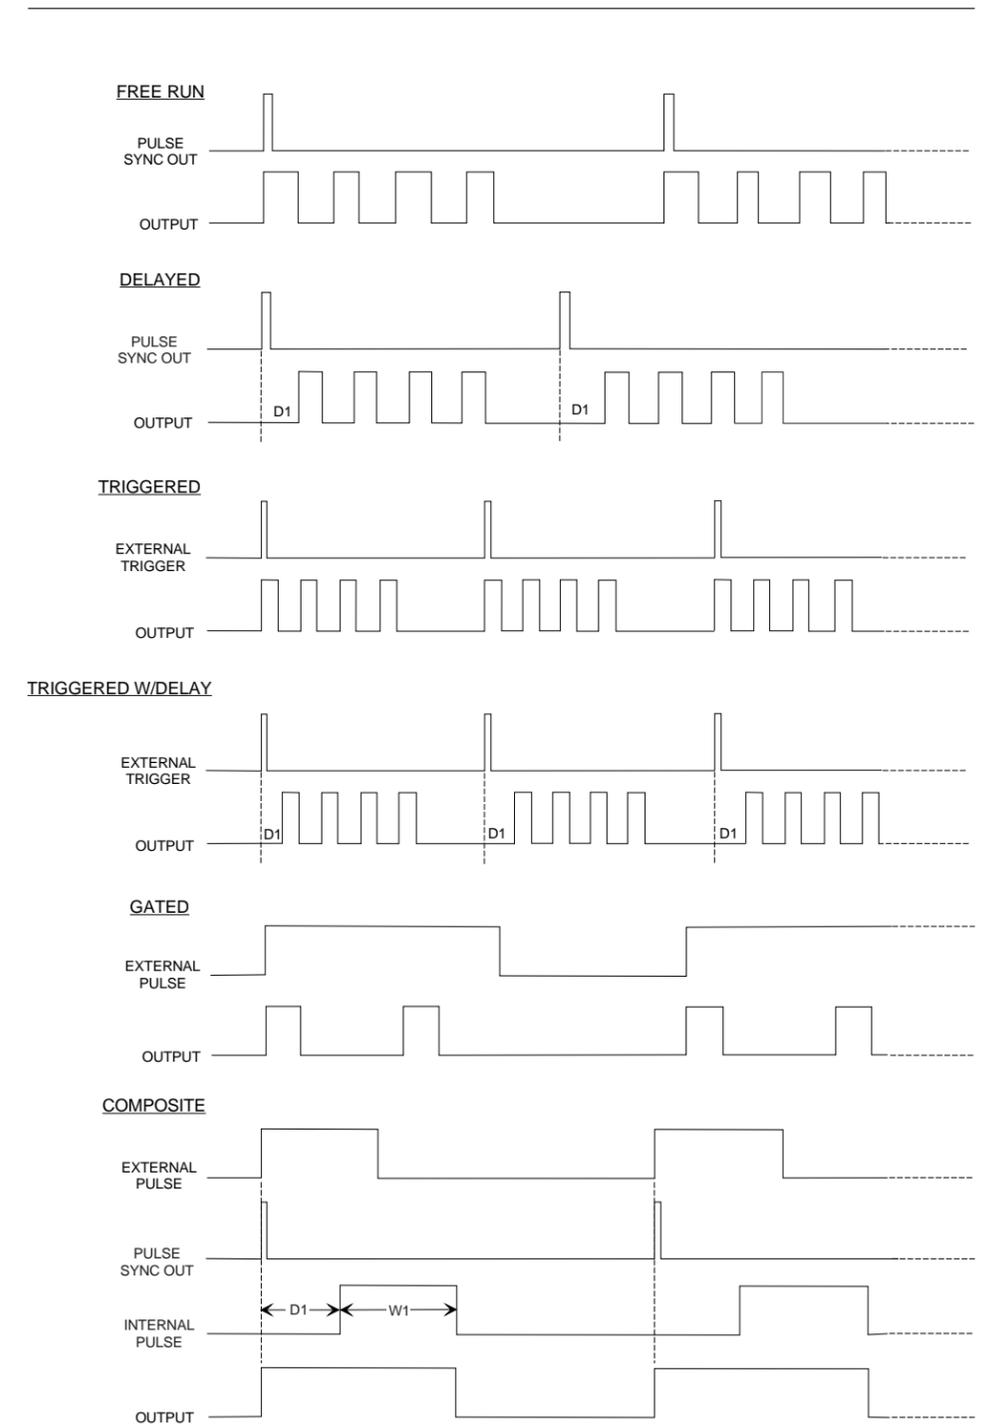 FREE RUN
PULSE
SYNC OUT
OUTPUT
DELAYED
PULSE
SYNC OUT
D1
D1
OUTPUT
TRIGGERED
EXTERNAL
TRIGGER
OUTPUT
TRIGGERED W/DELAY
EXTERNAL
TRIGGER
D1
D1
D1
OUTPUT
GATED
EXTERNAL
PULSE
OUTPUT
COMPOSITE
EXTERNAL
PULSE
PULSE
SYNC OUT
D1
W1
INTERNAL
PULSE
OUTPUT